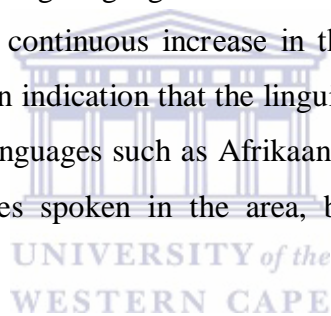 continuous increase in th
n indication that the lingui
nguages such as Afrikaan
es spoken in the area, b
UNIVERSITY of the
WESTERN CAPE